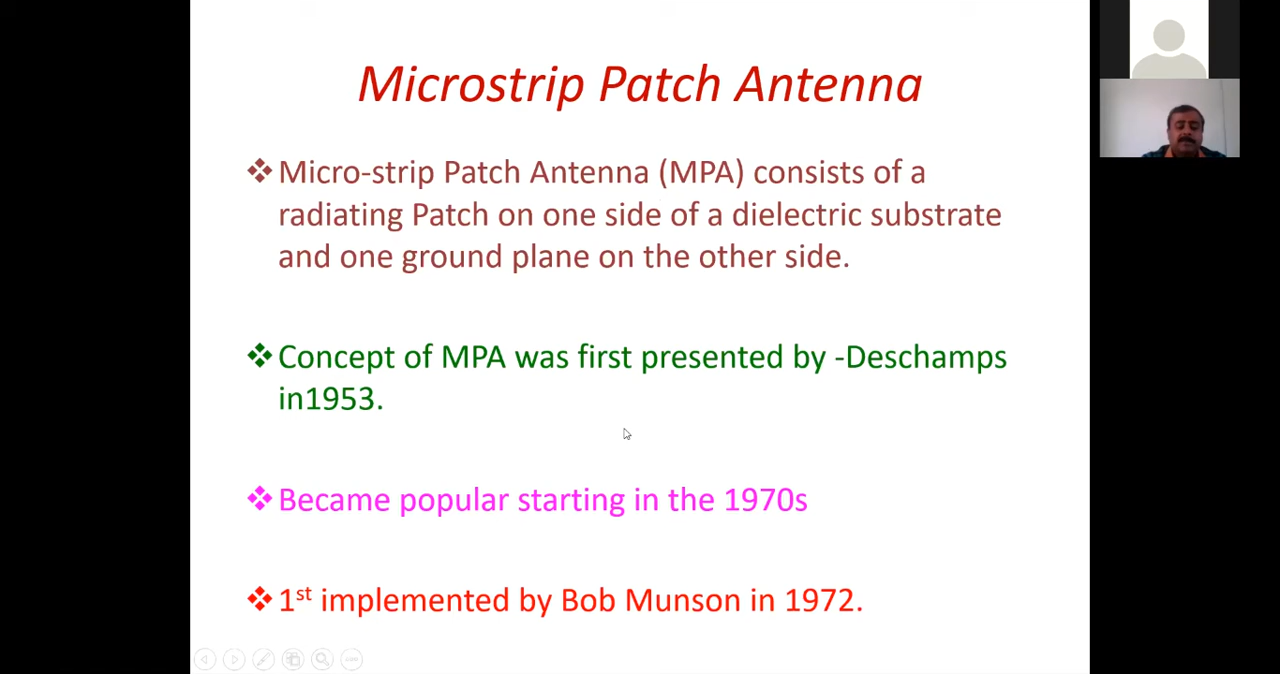 Microstrip Patch Antenna
❖Micro-strip Patch Antenna (MPA) consists of a
radiating Patch on one side of a dielectric substrate
and one ground plane on the other side.
❖Concept of MPA was first presented by -Deschamps
in1953.
❖Became popular starting in the 1970s
❖1st implemented by Bob Munson in 1972.